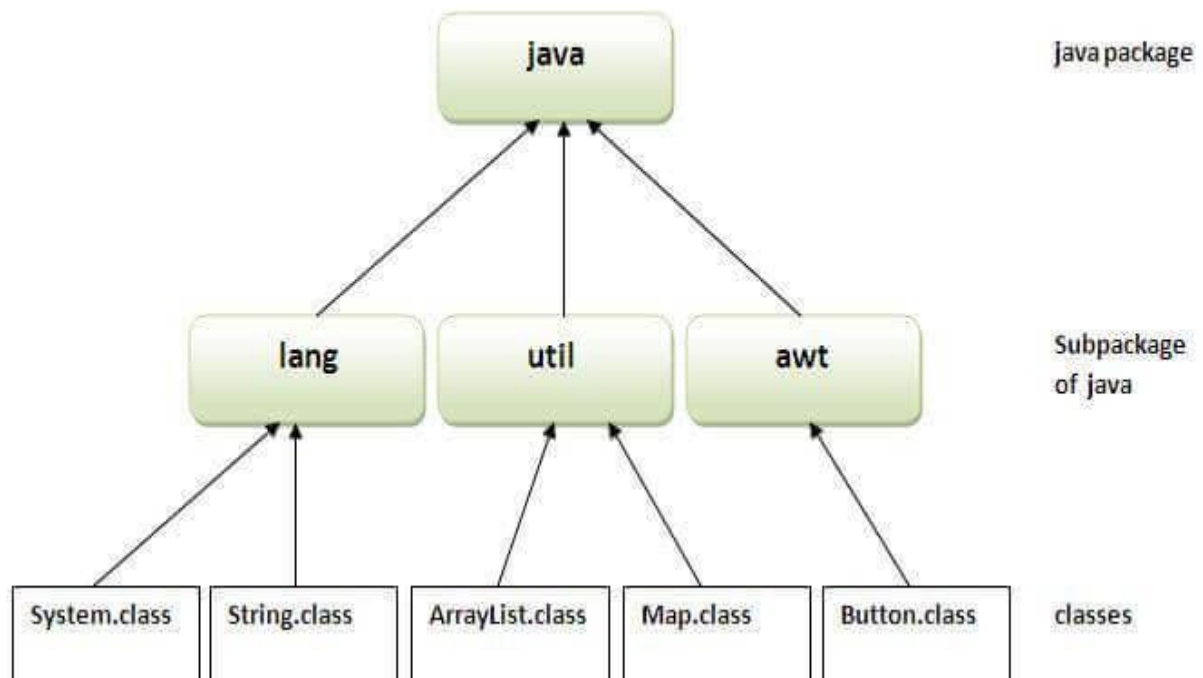 java
java package
lang
util
awt
Subpackage
of java
System.class
String.class
ArrayList.class
Map.class
Button.class
classes